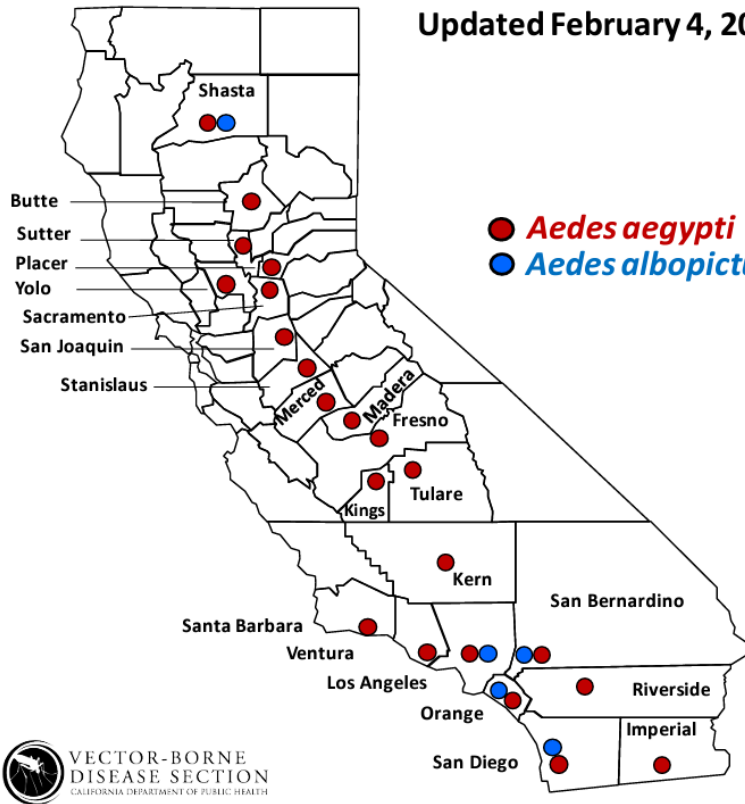 Updated February 4, 20
Shasta
Butte
Sutter
Placer
Yolo
Sacramento
San Joaquin
Stanislaus
Merced
Madera
Fresno
Kings
Tulare
Aedes aegypti
Aedes albopictu
Kern
San Bernardino
Santa Barbara
Ventura
Los Angeles
Orange
Riverside
Imperial
San Diego
VECTOR-BORNE
DISEASE SECTION
CALIFORNIA DEPARTMENT OF PUBLIC HEALTH